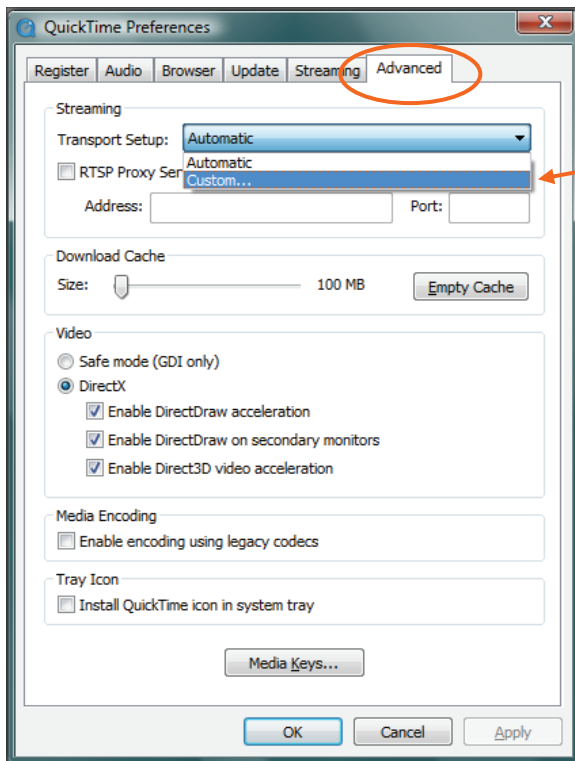 QuickTime Preferences
Register Audio Browser Update Streaming Advanced
Streaming
Transport Setup: Automatic
Automatic
RTSP Proxy Ser
Custom...
Address: Port:
Download Cache
Size: 100 MB Empty Cache
Video
Safe mode (GDI only)
DirectX
Enable DirectDraw acceleration
Enable DirectDraw on secondary monitors
Enable Direct3D video acceleration
Media Encoding
Enable encoding using legacy codecs
Tray Icon
Install QuickTime icon in system tray
Media Keys...
OK Cancel Apply